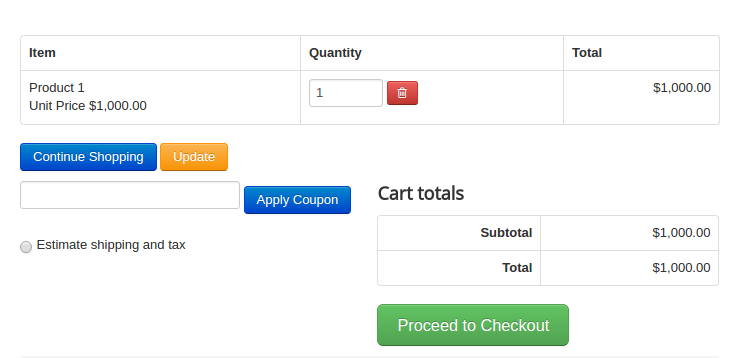 Item Quantity Total
Product 1 1 $1,000.00
Unit Price $1,000.00
Continue Shopping Update
Apply Coupon
Estimate shipping and tax
Cart totals
Subtotal $1,000.00
Total $1,000.00
Proceed to Checkout